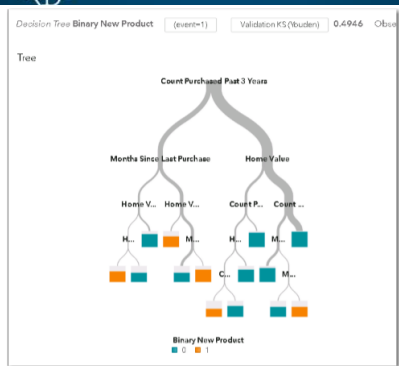 Decision Tree Binary New Product (event=1) Validation KS (Youden) 0.4946 Obse
Tree
Count Purchased Past 3 Years
Months Since Last Purchase Home Value
Home V... Home V... Count P... Count ...
H... M... H... M...
C... M...
Binary New Product
0 1